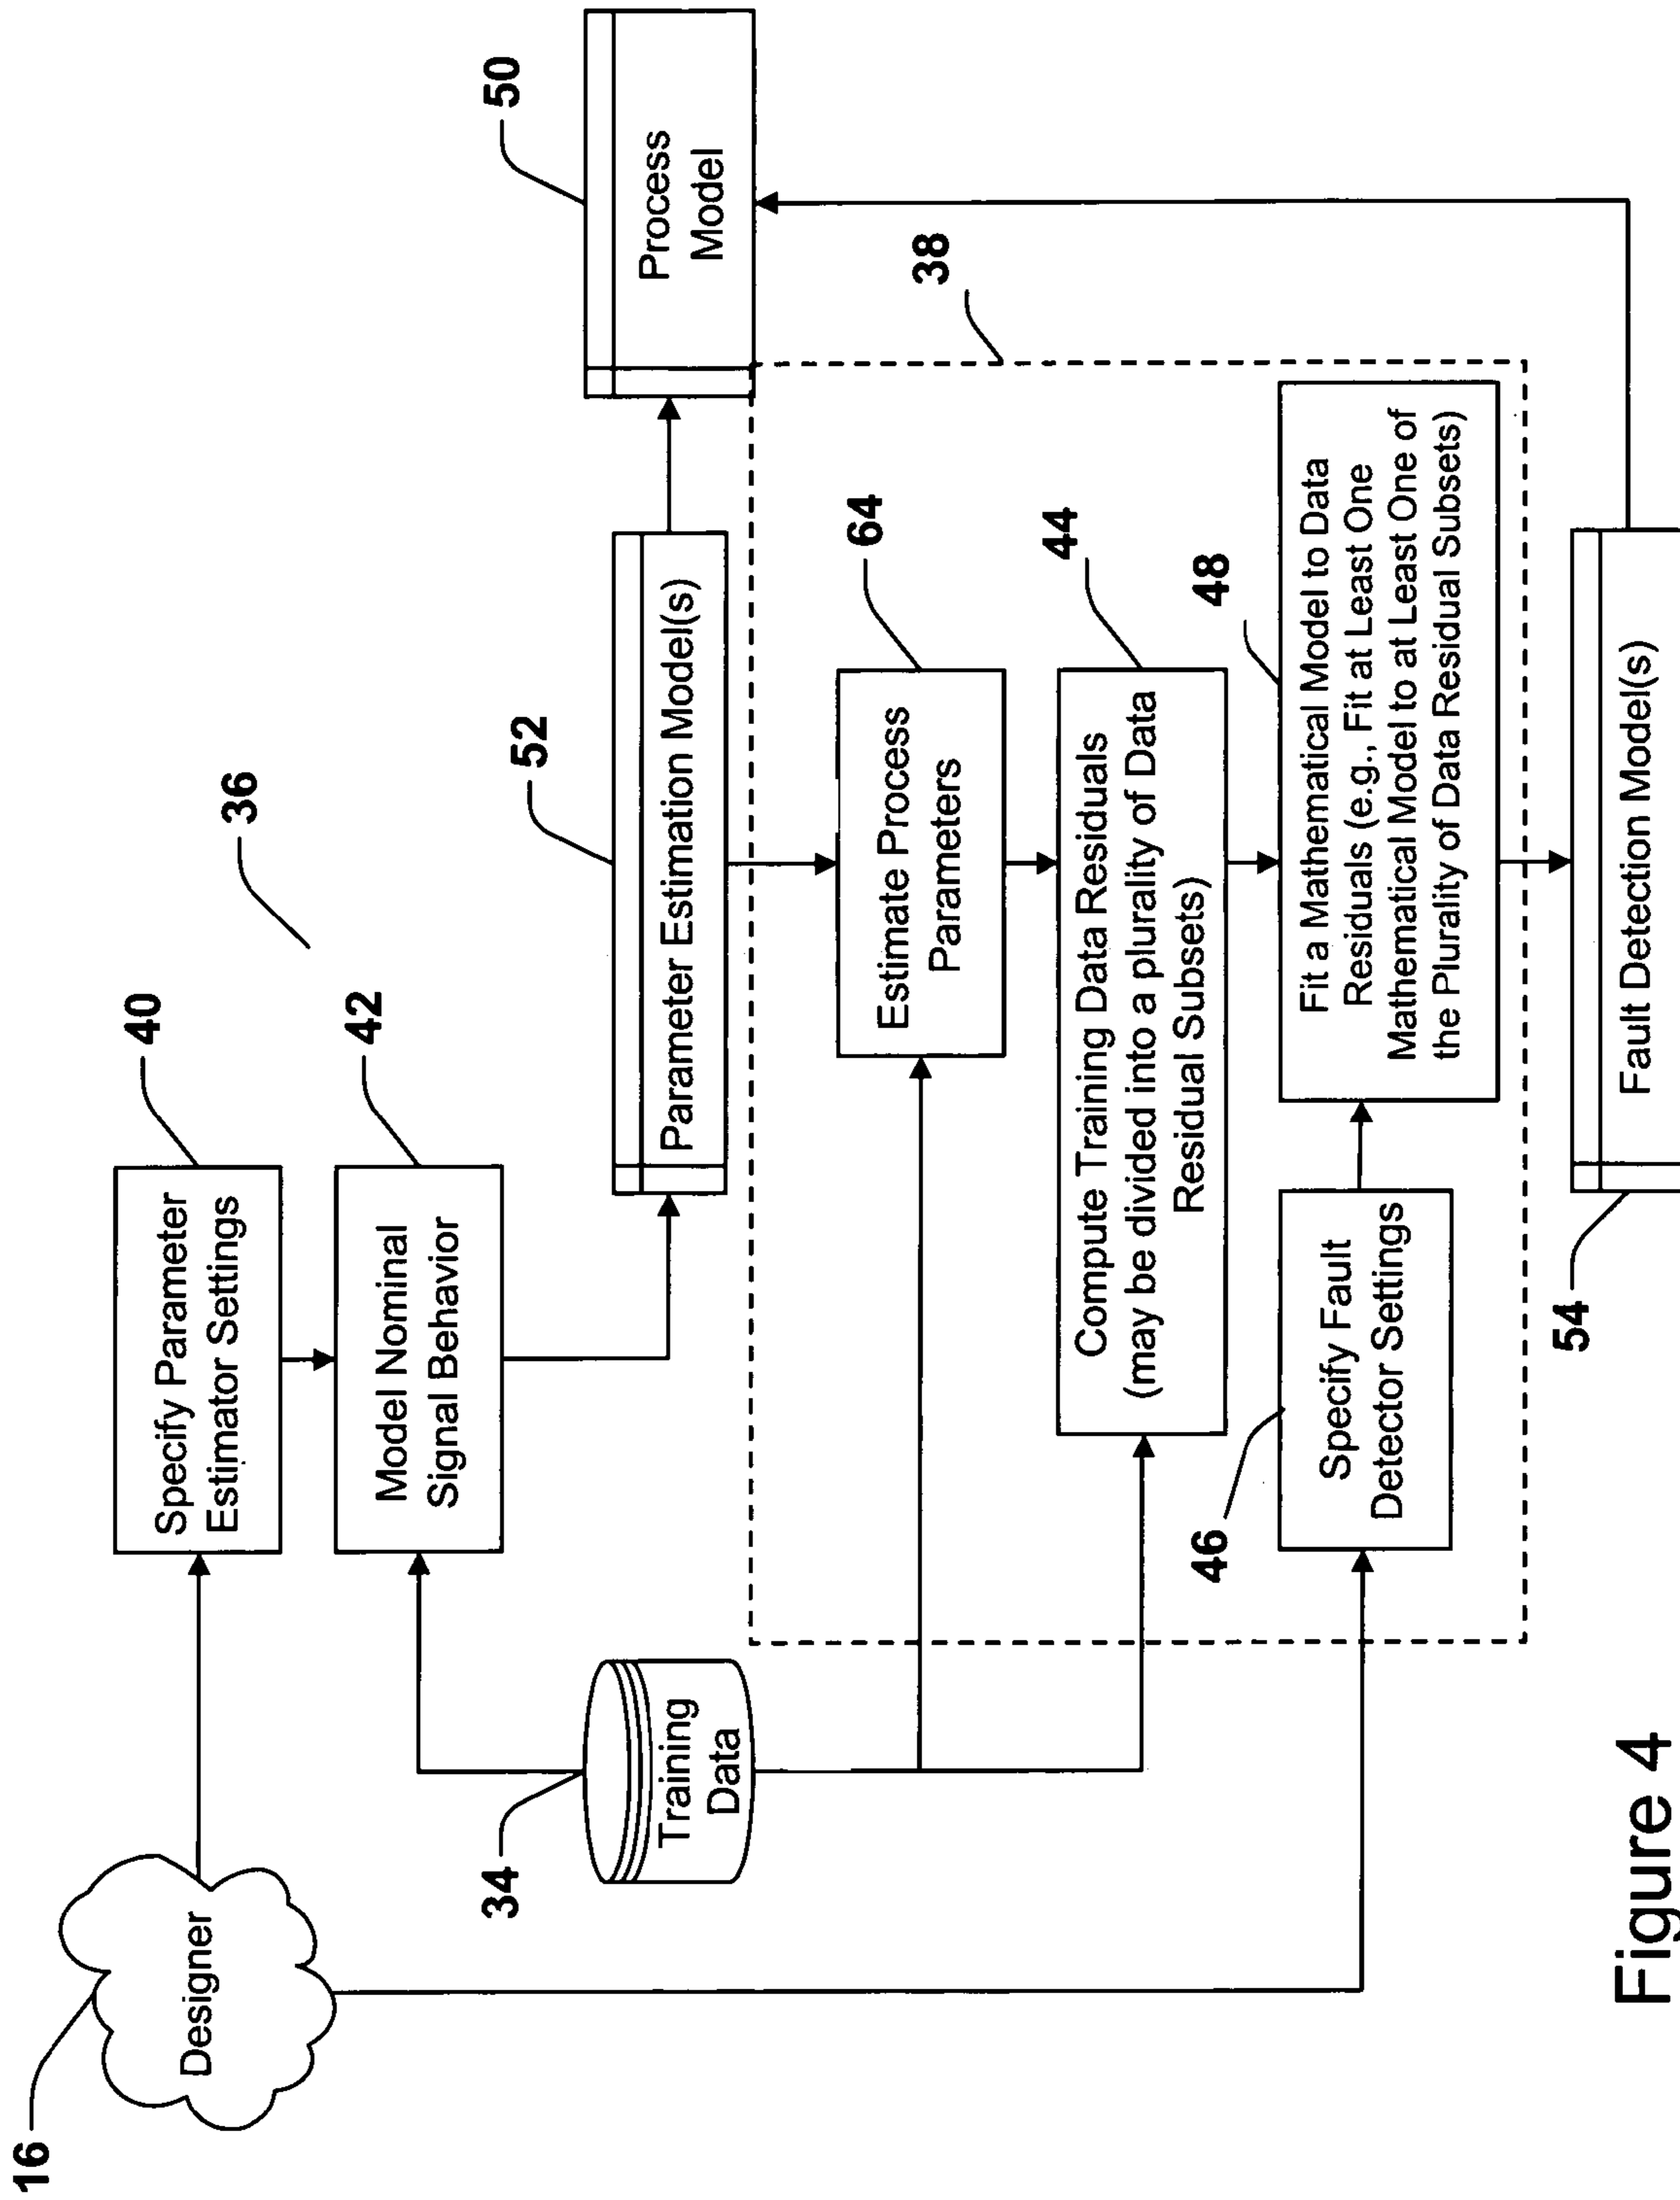 16
Designer
Specify Parameter
Estimator Settings
40
Model Nominal
Signal Behavior
42
36
34
Training
Data
Parameter Estimation Model(s)
52
Process
Model
50
38
Estimate Process
Parameters
64
Compute Training Data Residuals
(may be divided into a plurality of Data
Residual Subsets)
44
46
Specify Fault
Detector Settings
Fit a Mathematical Model to Data
Residuals (e.g., Fit at Least One
Mathematical Model to at Least One of
the Plurality of Data Residual Subsets)
48
54
Fault Detection Model(s)
Figure 4